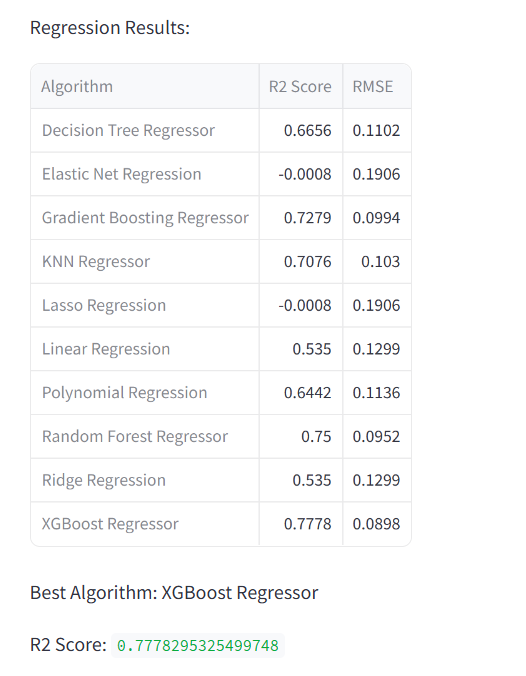 Regression Results:
Algorithm R2 Score RMSE
Decision Tree Regressor 0.6656 0.1102
Elastic Net Regression -0.0008 0.1906
Gradient Boosting Regressor 0.7279 0.0994
KNN Regressor 0.7076 0.103
Lasso Regression -0.0008 0.1906
Linear Regression 0.535 0.1299
Polynomial Regression 0.6442 0.1136
Random Forest Regressor 0.75 0.0952
Ridge Regression 0.535 0.1299
XGBoost Regressor 0.7778 0.0898
Best Algorithm: XGBoost Regressor
R2 Score: 0.7778295325499748